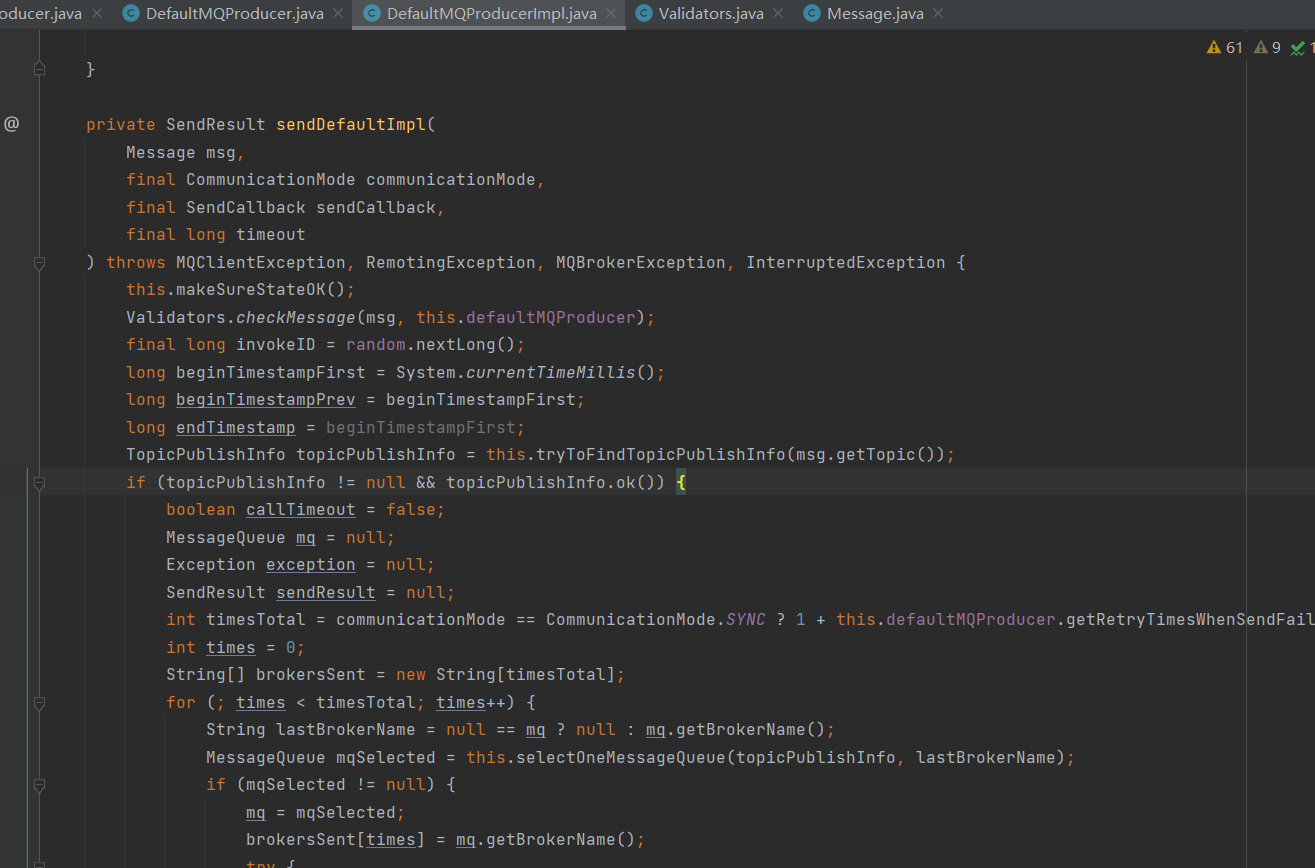 oducer.java × DefaultMQProducer.java × DefaultMQProducerImpl.java × Validators.java × Message.java ×
61 9 1
}
@
private SendResult sendDefaultImpl(
Message msg,
final CommunicationMode communicationMode,
final SendCallback sendCallback,
final long timeout
) throws MQClientException, RemotingException, MQBrokerException, InterruptedException {
this.makeSureStateOK();
Validators.checkMessage(msg, this.defaultMQProducer);
final long invokeID = random.nextLong();
long beginTimestampFirst = System.currentTimeMillis();
long beginTimestampPrev = beginTimestampFirst;
long endTimestamp = beginTimestampFirst;
TopicPublishInfo topicPublishInfo = this.tryToFindTopicPublishInfo(msg.getTopic());
if (topicPublishInfo != null && topicPublishInfo.ok()) {
boolean callTimeout = false;
MessageQueue mq = null;
Exception exception = null;
SendResult sendResult = null;
int timesTotal = communicationMode == CommunicationMode.SYNC ? 1 + this.defaultMQProducer.getRetryTimesWhenSendFail
int times = 0;
String[] brokersSent = new String[timesTotal];
for (; times < timesTotal; times++) {
String lastBrokerName = null == mq ? null : mq.getBrokerName();
MessageQueue mqSelected = this.selectOneMessageQueue(topicPublishInfo, lastBrokerName);
if (mqSelected != null) {
mq = mqSelected;
brokersSent[times] = mq.getBrokerName();
try {